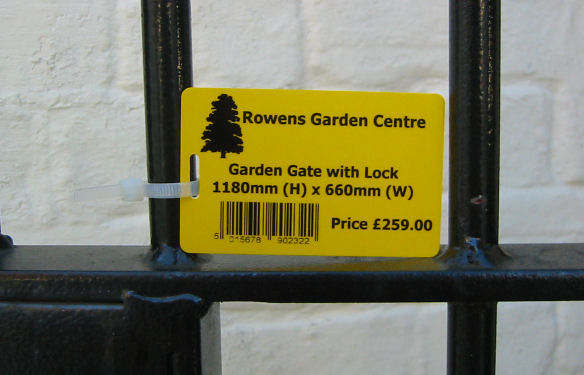 Rowens Garden Centre
Garden Gate with Lock
1180mm (H) x 660mm (W)
Price £259.00
5 015678 902322